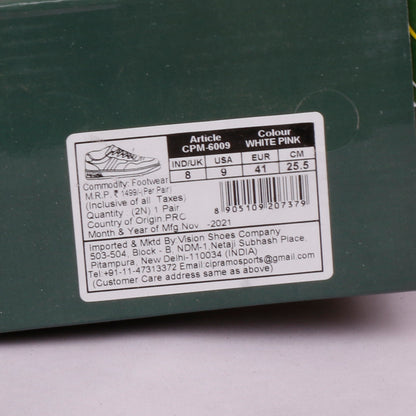 Article
CPM-6009
Colour
WHITE PINK
IND/UK USA EUR CM
8 9 41 25.5
Commodity: Footwear
M.R.P. ₹ 1499/-(Per Pair)
(Inclusive of all Taxes)
Quantity (2N) 1 Pair
Country of Origin:PRC
Month & Year of Mfg.Nov -2021
8 905109 207379
Imported & Mktd By Vision Shoes Company
503-504, Block - B, NDM-1,Netaji Subhash Place,
Pitampura, New Delhi-110034 (INDIA)
Tel:+91-11-47313372 Email:cipramosports@gmail.com
(Customer Care address same as above)